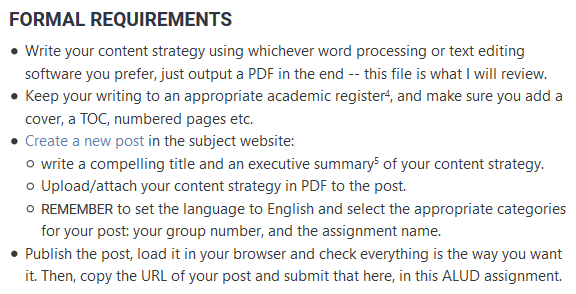 FORMAL REQUIREMENTS
• Write your content strategy using whichever word processing or text editing
software you prefer, just output a PDF in the end -- this file is what I will review.
• Keep your writing to an appropriate academic register⁴, and make sure you add a
cover, a TOC, numbered pages etc.
• Create a new post in the subject website:
○ write a compelling title and an executive summary⁵ of your content strategy.
○ Upload/attach your content strategy in PDF to the post.
○ REMEMBER to set the language to English and select the appropriate categories
for your post: your group number, and the assignment name.
• Publish the post, load it in your browser and check everything is the way you want
it. Then, copy the URL of your post and submit that here, in this ALUD assignment.